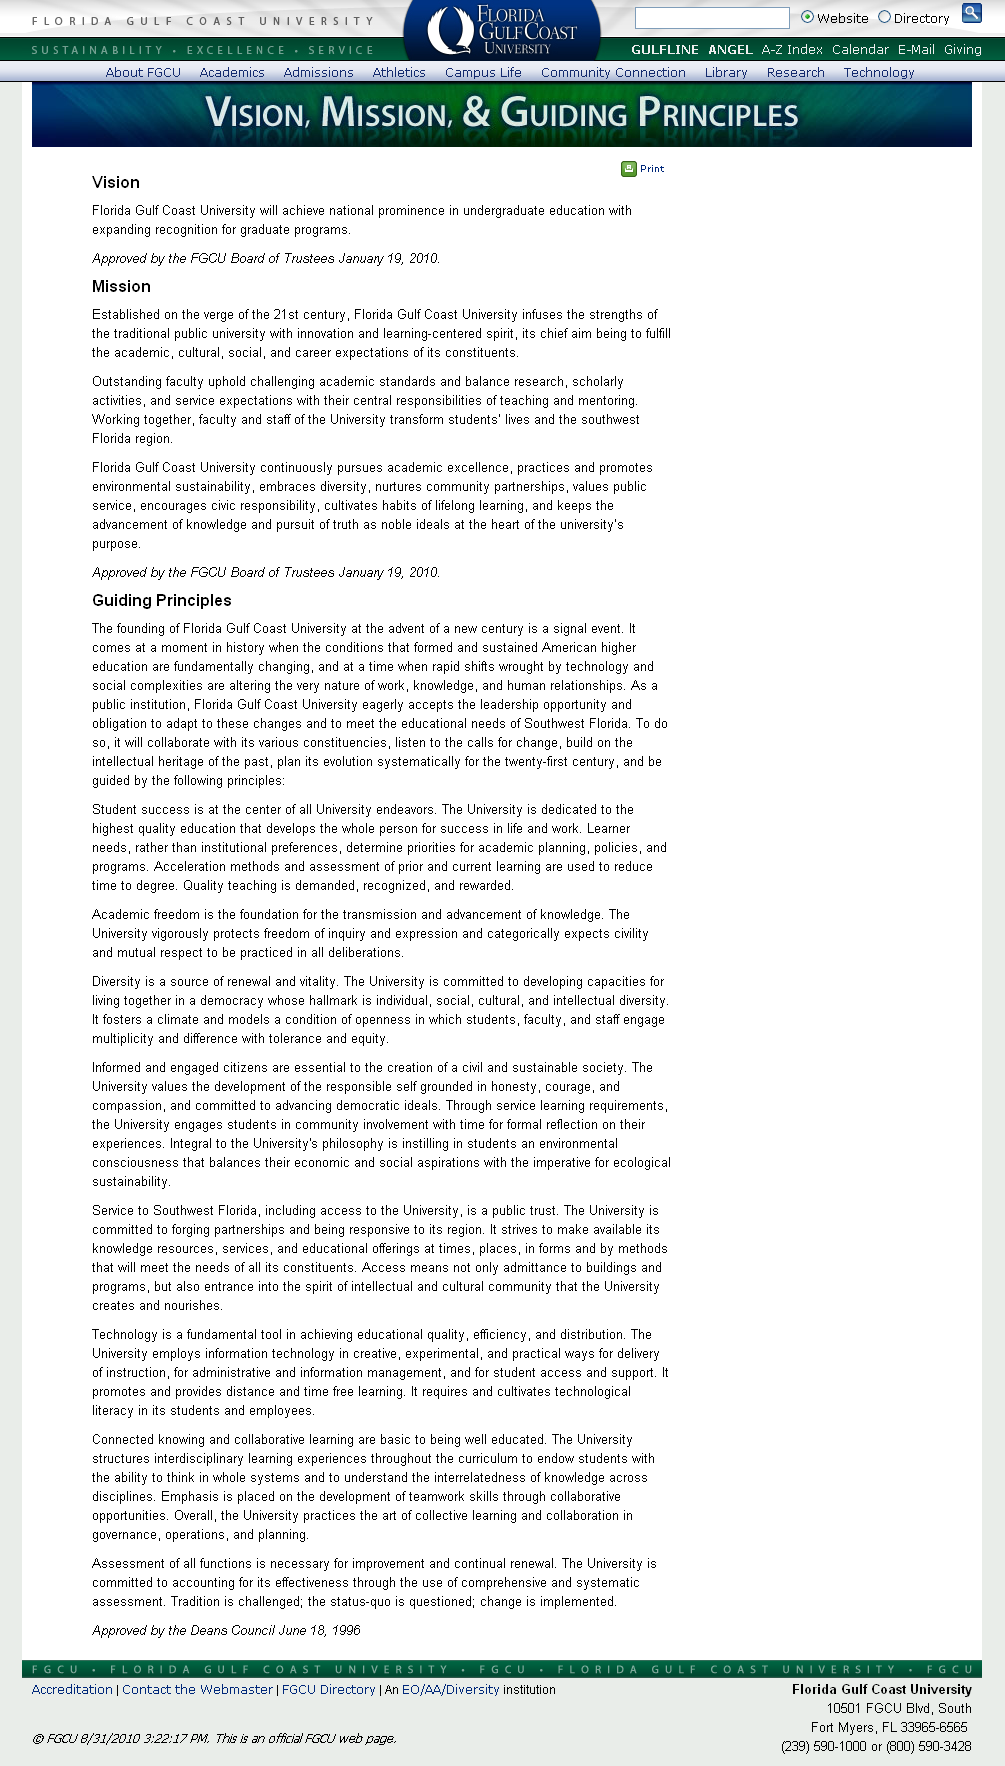 FLORIDA GULF COAST UNIVERSITY
FLORIDA
GULF COAST
UNIVERSITY
Website Directory
SUSTAINABILITY • EXCELLENCE • SERVICE
GULFLINE ANGEL A-Z Index Calendar E-Mail Giving
About FGCU Academics Admissions Athletics Campus Life Community Connection Library Research Technology
VISION, MISSION, & GUIDING PRINCIPLES
Print
Vision
Florida Gulf Coast University will achieve national prominence in undergraduate education with
expanding recognition for graduate programs.
Approved by the FGCU Board of Trustees January 19, 2010.
Mission
Established on the verge of the 21st century, Florida Gulf Coast University infuses the strengths of
the traditional public university with innovation and learning-centered spirit, its chief aim being to fulfill
the academic, cultural, social, and career expectations of its constituents.
Outstanding faculty uphold challenging academic standards and balance research, scholarly
activities, and service expectations with their central responsibilities of teaching and mentoring.
Working together, faculty and staff of the University transform students' lives and the southwest
Florida region.
Florida Gulf Coast University continuously pursues academic excellence, practices and promotes
environmental sustainability, embraces diversity, nurtures community partnerships, values public
service, encourages civic responsibility, cultivates habits of lifelong learning, and keeps the
advancement of knowledge and pursuit of truth as noble ideals at the heart of the university's
purpose.
Approved by the FGCU Board of Trustees January 19, 2010.
Guiding Principles
The founding of Florida Gulf Coast University at the advent of a new century is a signal event. It
comes at a moment in history when the conditions that formed and sustained American higher
education are fundamentally changing, and at a time when rapid shifts wrought by technology and
social complexities are altering the very nature of work, knowledge, and human relationships. As a
public institution, Florida Gulf Coast University eagerly accepts the leadership opportunity and
obligation to adapt to these changes and to meet the educational needs of Southwest Florida. To do
so, it will collaborate with its various constituencies, listen to the calls for change, build on the
intellectual heritage of the past, plan its evolution systematically for the twenty-first century, and be
guided by the following principles:
Student success is at the center of all University endeavors. The University is dedicated to the
highest quality education that develops the whole person for success in life and work. Learner
needs, rather than institutional preferences, determine priorities for academic planning, policies, and
programs. Acceleration methods and assessment of prior and current learning are used to reduce
time to degree. Quality teaching is demanded, recognized, and rewarded.
Academic freedom is the foundation for the transmission and advancement of knowledge. The
University vigorously protects freedom of inquiry and expression and categorically expects civility
and mutual respect to be practiced in all deliberations.
Diversity is a source of renewal and vitality. The University is committed to developing capacities for
living together in a democracy whose hallmark is individual, social, cultural, and intellectual diversity.
It fosters a climate and models a condition of openness in which students, faculty, and staff engage
multiplicity and difference with tolerance and equity.
Informed and engaged citizens are essential to the creation of a civil and sustainable society. The
University values the development of the responsible self grounded in honesty, courage, and
compassion, and committed to advancing democratic ideals. Through service learning requirements,
the University engages students in community involvement with time for formal reflection on their
experiences. Integral to the University's philosophy is instilling in students an environmental
consciousness that balances their economic and social aspirations with the imperative for ecological
sustainability.
Service to Southwest Florida, including access to the University, is a public trust. The University is
committed to forging partnerships and being responsive to its region. It strives to make available its
knowledge resources, services, and educational offerings at times, places, in forms and by methods
that will meet the needs of all its constituents. Access means not only admittance to buildings and
programs, but also entrance into the spirit of intellectual and cultural community that the University
creates and nourishes.
Technology is a fundamental tool in achieving educational quality, efficiency, and distribution. The
University employs information technology in creative, experimental, and practical ways for delivery
of instruction, for administrative and information management, and for student access and support. It
promotes and provides distance and time free learning. It requires and cultivates technological
literacy in its students and employees.
Connected knowing and collaborative learning are basic to being well educated. The University
structures interdisciplinary learning experiences throughout the curriculum to endow students with
the ability to think in whole systems and to understand the interrelatedness of knowledge across
disciplines. Emphasis is placed on the development of teamwork skills through collaborative
opportunities. Overall, the University practices the art of collective learning and collaboration in
governance, operations, and planning.
Assessment of all functions is necessary for improvement and continual renewal. The University is
committed to accounting for its effectiveness through the use of comprehensive and systematic
assessment. Tradition is challenged; the status-quo is questioned; change is implemented.
Approved by the Deans Council June 18, 1996
FGCU • FLORIDA GULF COAST UNIVERSITY • FGCU • FLORIDA GULF COAST UNIVERSITY • FGCU
Accreditation | Contact the Webmaster | FGCU Directory | An EO/AA/Diversity institution
Florida Gulf Coast University
10501 FGCU Blvd, South
Fort Myers, FL 33965-6565
(239) 590-1000 or (800) 590-3428
© FGCU 8/31/2010 3:22:17 PM. This is an official FGCU web page.